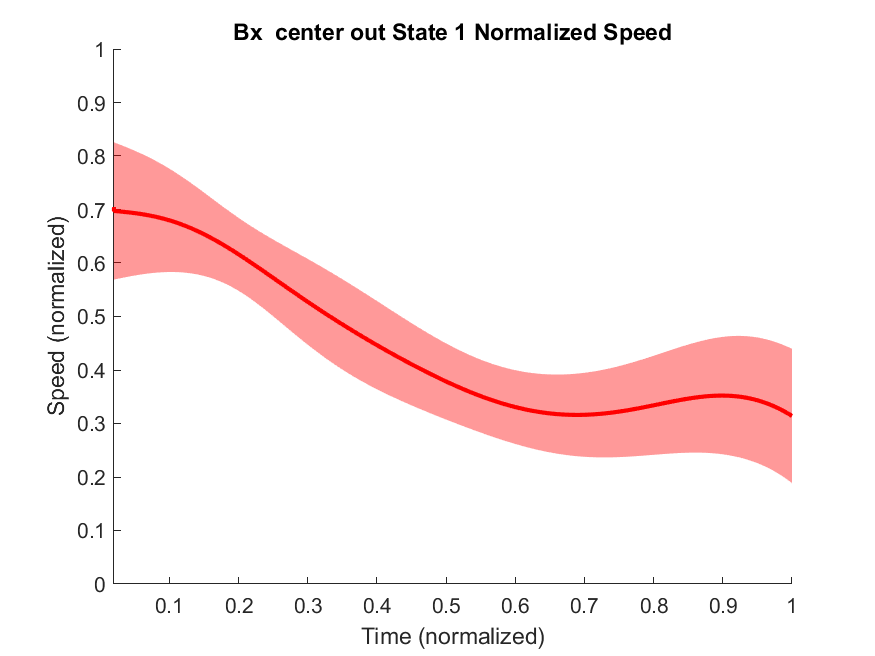 Bx  center out State 1 Normalized Speed
1
0.9
0.8
0.7
0.6
0.5
0.4
0.3
0.2
0.1
0
Speed (normalized)
0.1 0.2 0.3 0.4 0.5 0.6 0.7 0.8 0.9 1
Time (normalized)